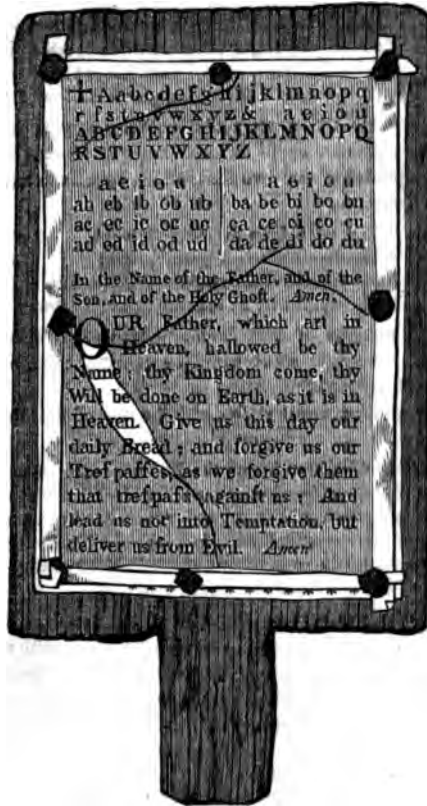 ✝ A a b c d e f g h i j k l m n o p q
r ſ s t u v w x y z & a e i o u
A B C D E F G H I J K L M N O P Q
R S T U V W X Y Z
a e i o u a e i o u
ab eb ib ob ub ba be bi bo bu
ac ec ic oc uc ca ce ci co cu
ad ed id od ud da de di do du
In the Name of the Father, and of the
Son, and of the Holy Ghoſt. Amen.
OUR Father, which art in
Heaven, hallowed be thy
Name; thy Kingdom come, thy
Will be done on Earth, as it is in
Heaven. Give us this day our
daily Bread; and forgive us our
Treſpaſſes, as we forgive them
that treſpaſs againſt us: And
lead us not into Temptation, but
deliver us from Evil. Amen